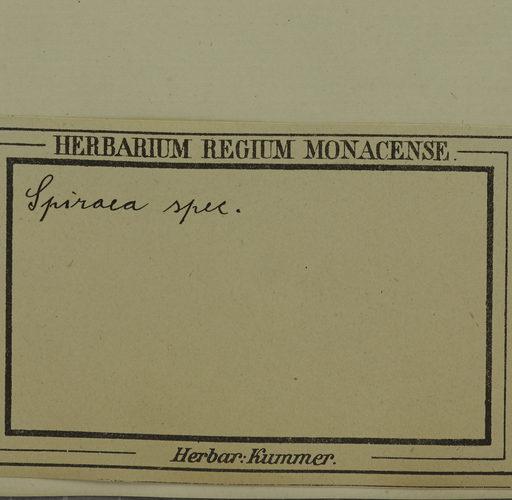 HERBARIUM REGIUM MONACENSE.
Spiraea spec.
Herbar: Kummer.